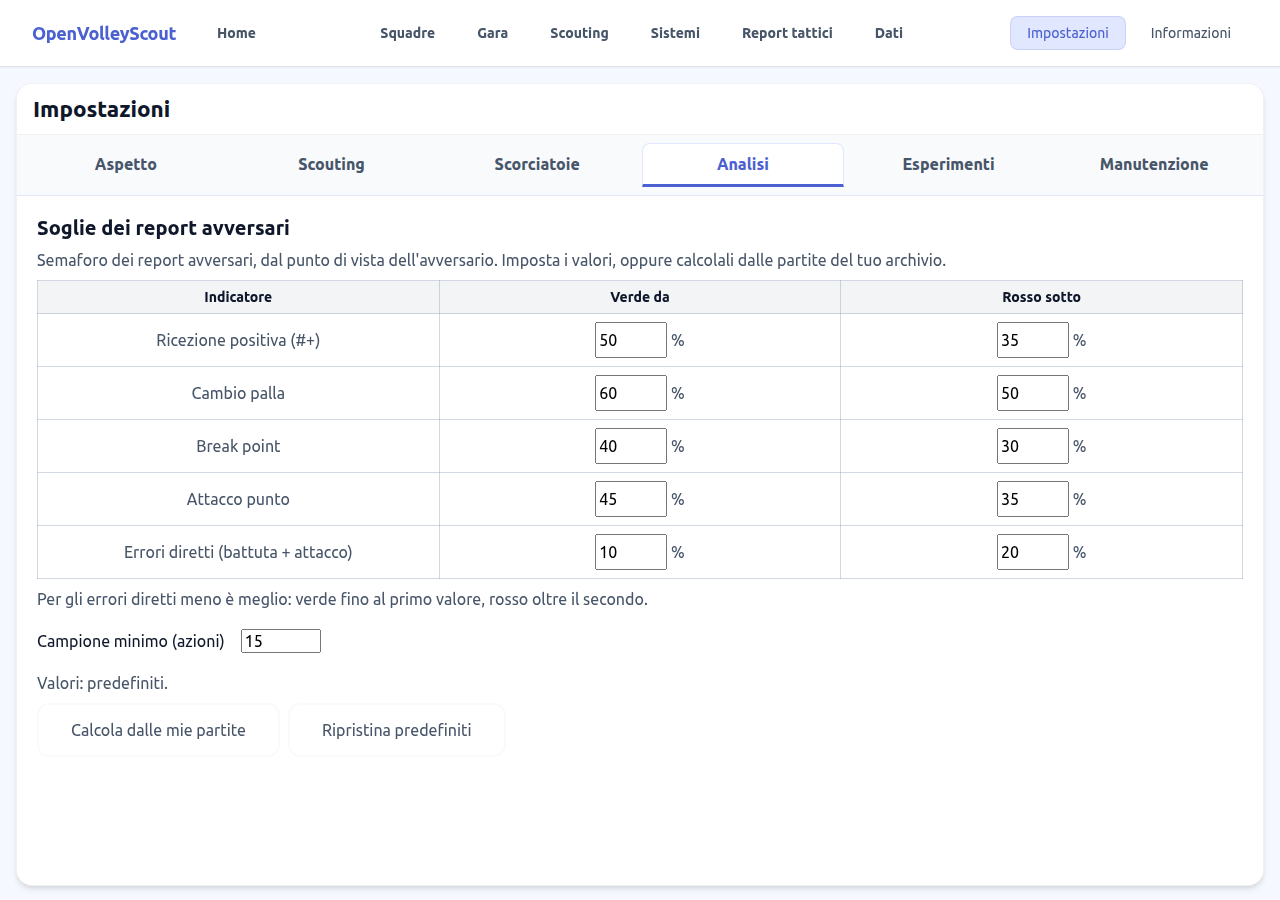 OpenVolleyScout Home Squadre Gara Scouting Sistemi Report tattici Dati Impostazioni Informazioni
Impostazioni
Aspetto Scouting Scorciatoie Analisi Esperimenti Manutenzione
Soglie dei report avversari
Semaforo dei report avversari, dal punto di vista dell'avversario. Imposta i valori, oppure calcolali dalle partite del tuo archivio.
Indicatore Verde da Rosso sotto
Ricezione positiva (#+) 50 % 35 %
Cambio palla 60 % 50 %
Break point 40 % 30 %
Attacco punto 45 % 35 %
Errori diretti (battuta + attacco) 10 % 20 %
Per gli errori diretti meno è meglio: verde fino al primo valore, rosso oltre il secondo.
Campione minimo (azioni) 15
Valori: predefiniti.
Calcola dalle mie partite Ripristina predefiniti